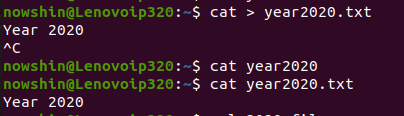 nowshin@Lenovoip320:~$ cat > year2020.txt
Year 2020
^C
nowshin@Lenovoip320:~$ cat year2020
nowshin@Lenovoip320:~$ cat year2020.txt
Year 2020